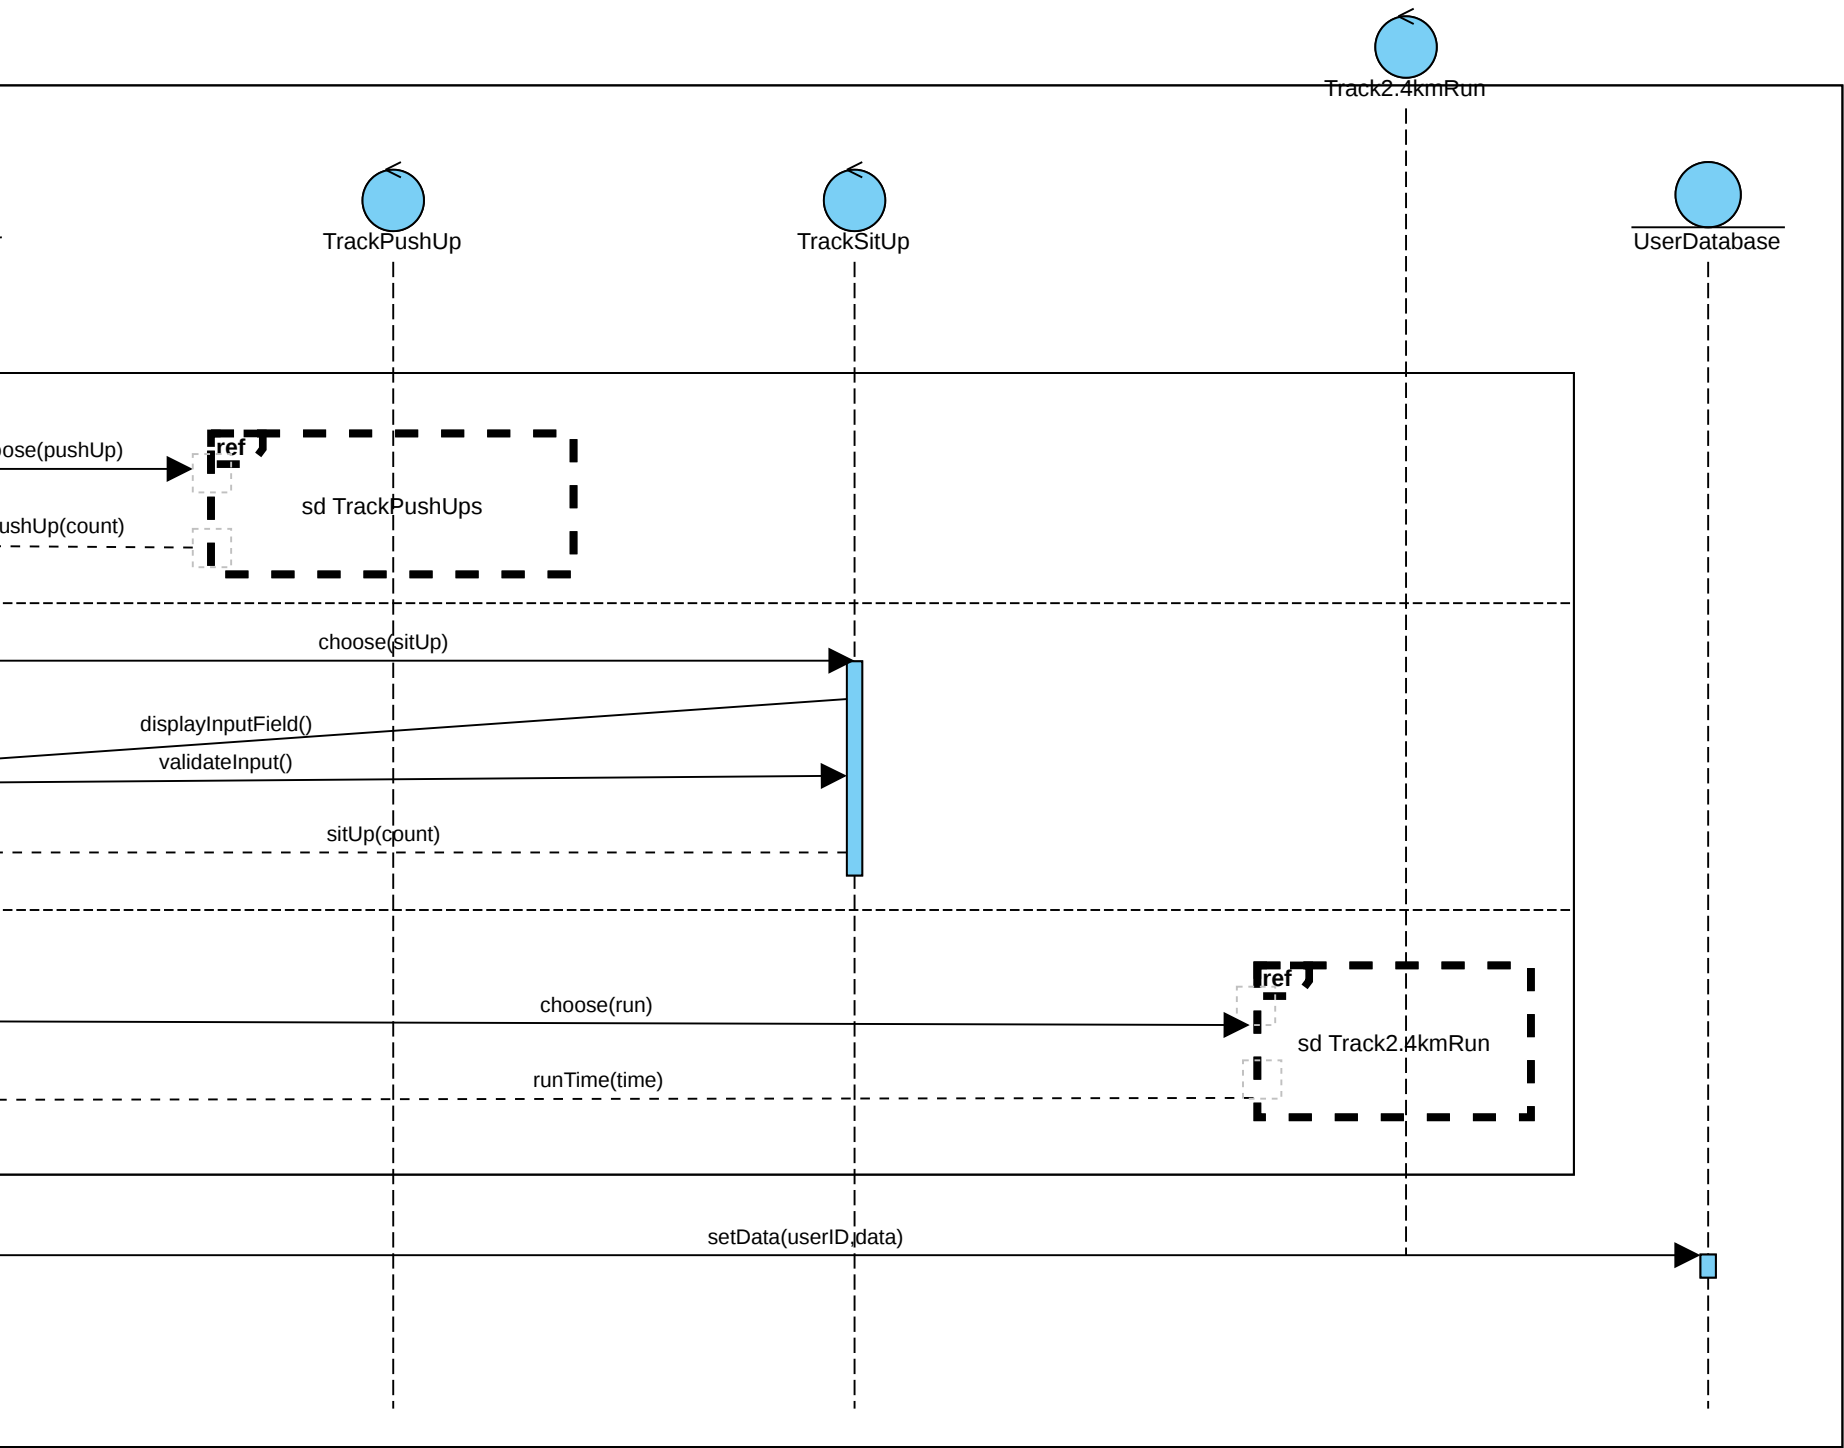 Track2.4kmRun
TrackPushUp
TrackSitUp
UserDatabase
ose(pushUp)
ref
sd TrackPushUps
ushUp(count)
choose(sitUp)
displayInputField()
validateInput()
sitUp(count)
ref
choose(run)
sd Track2.4kmRun
runTime(time)
setData(userID,data)